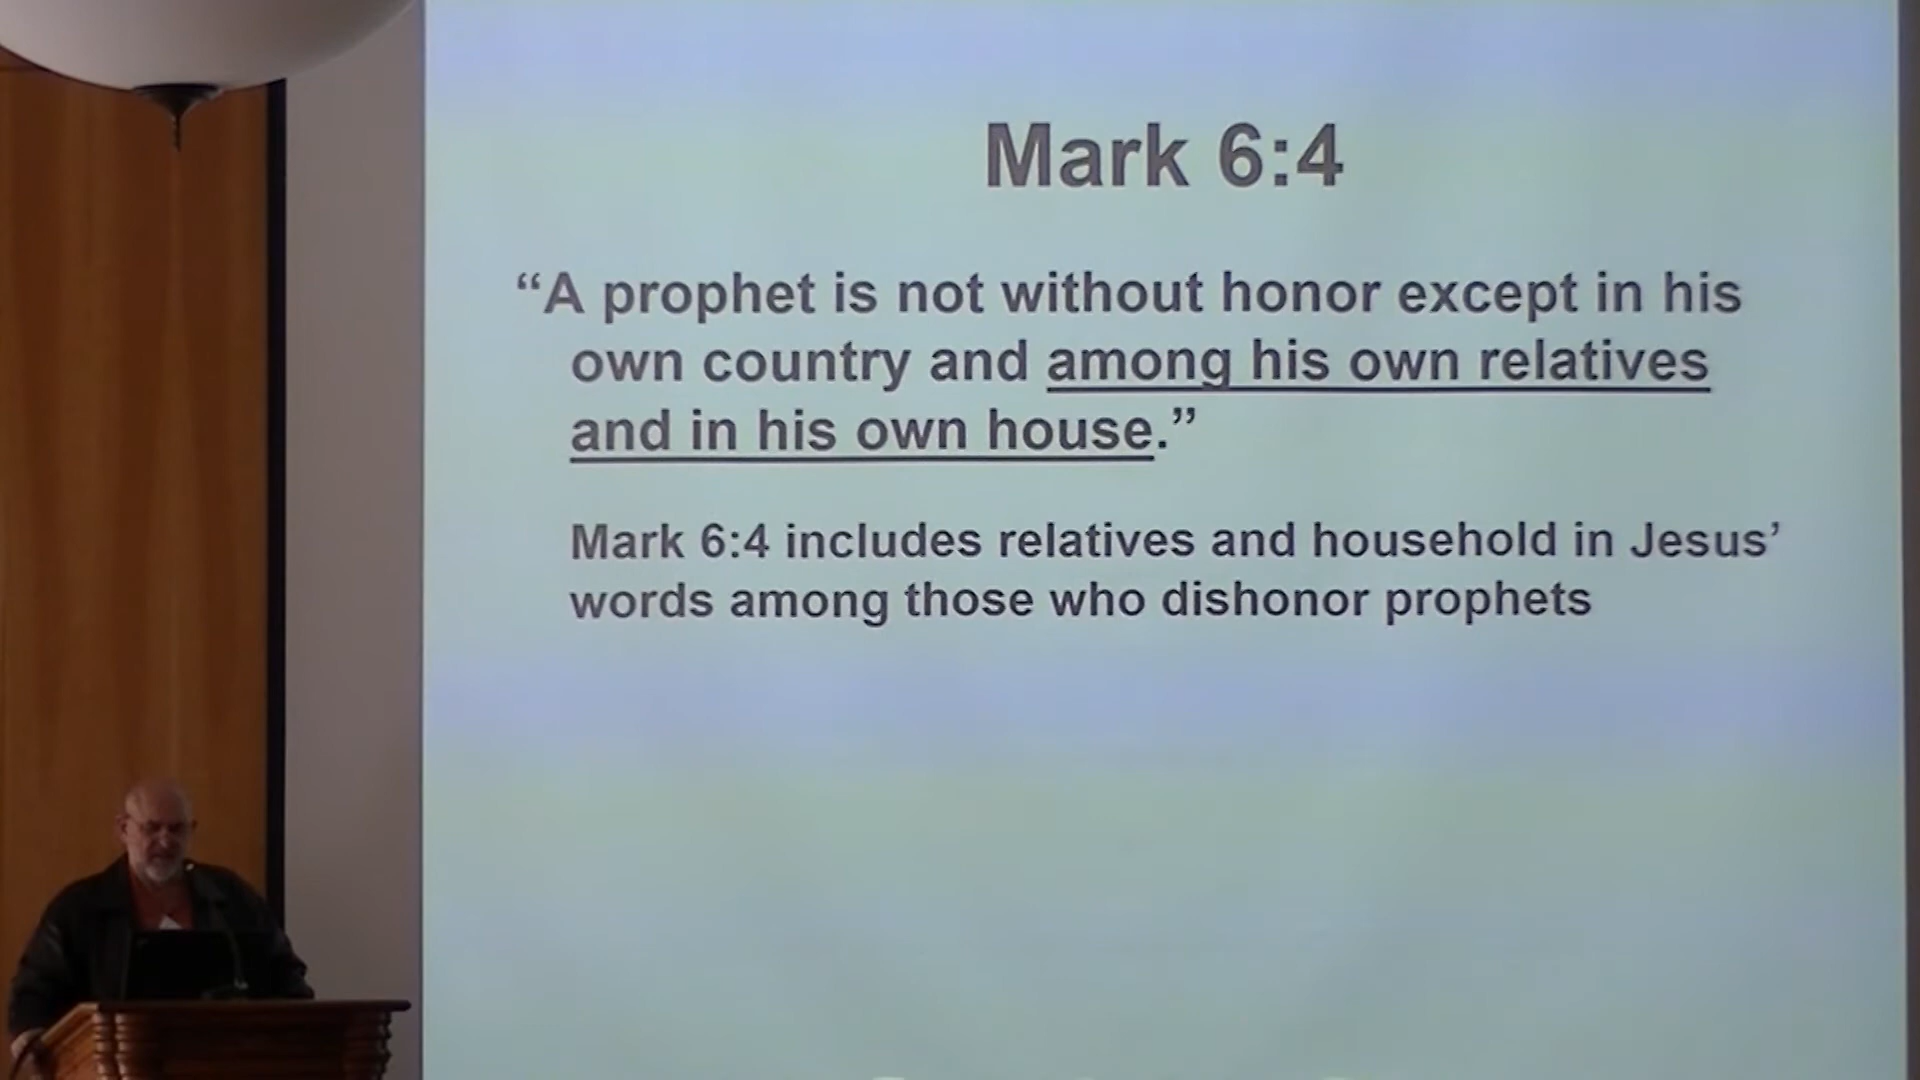 Mark 6:4
“A prophet is not without honor except in his
own country and among his own relatives
and in his own house.”
Mark 6:4 includes relatives and household in Jesus’
words among those who dishonor prophets